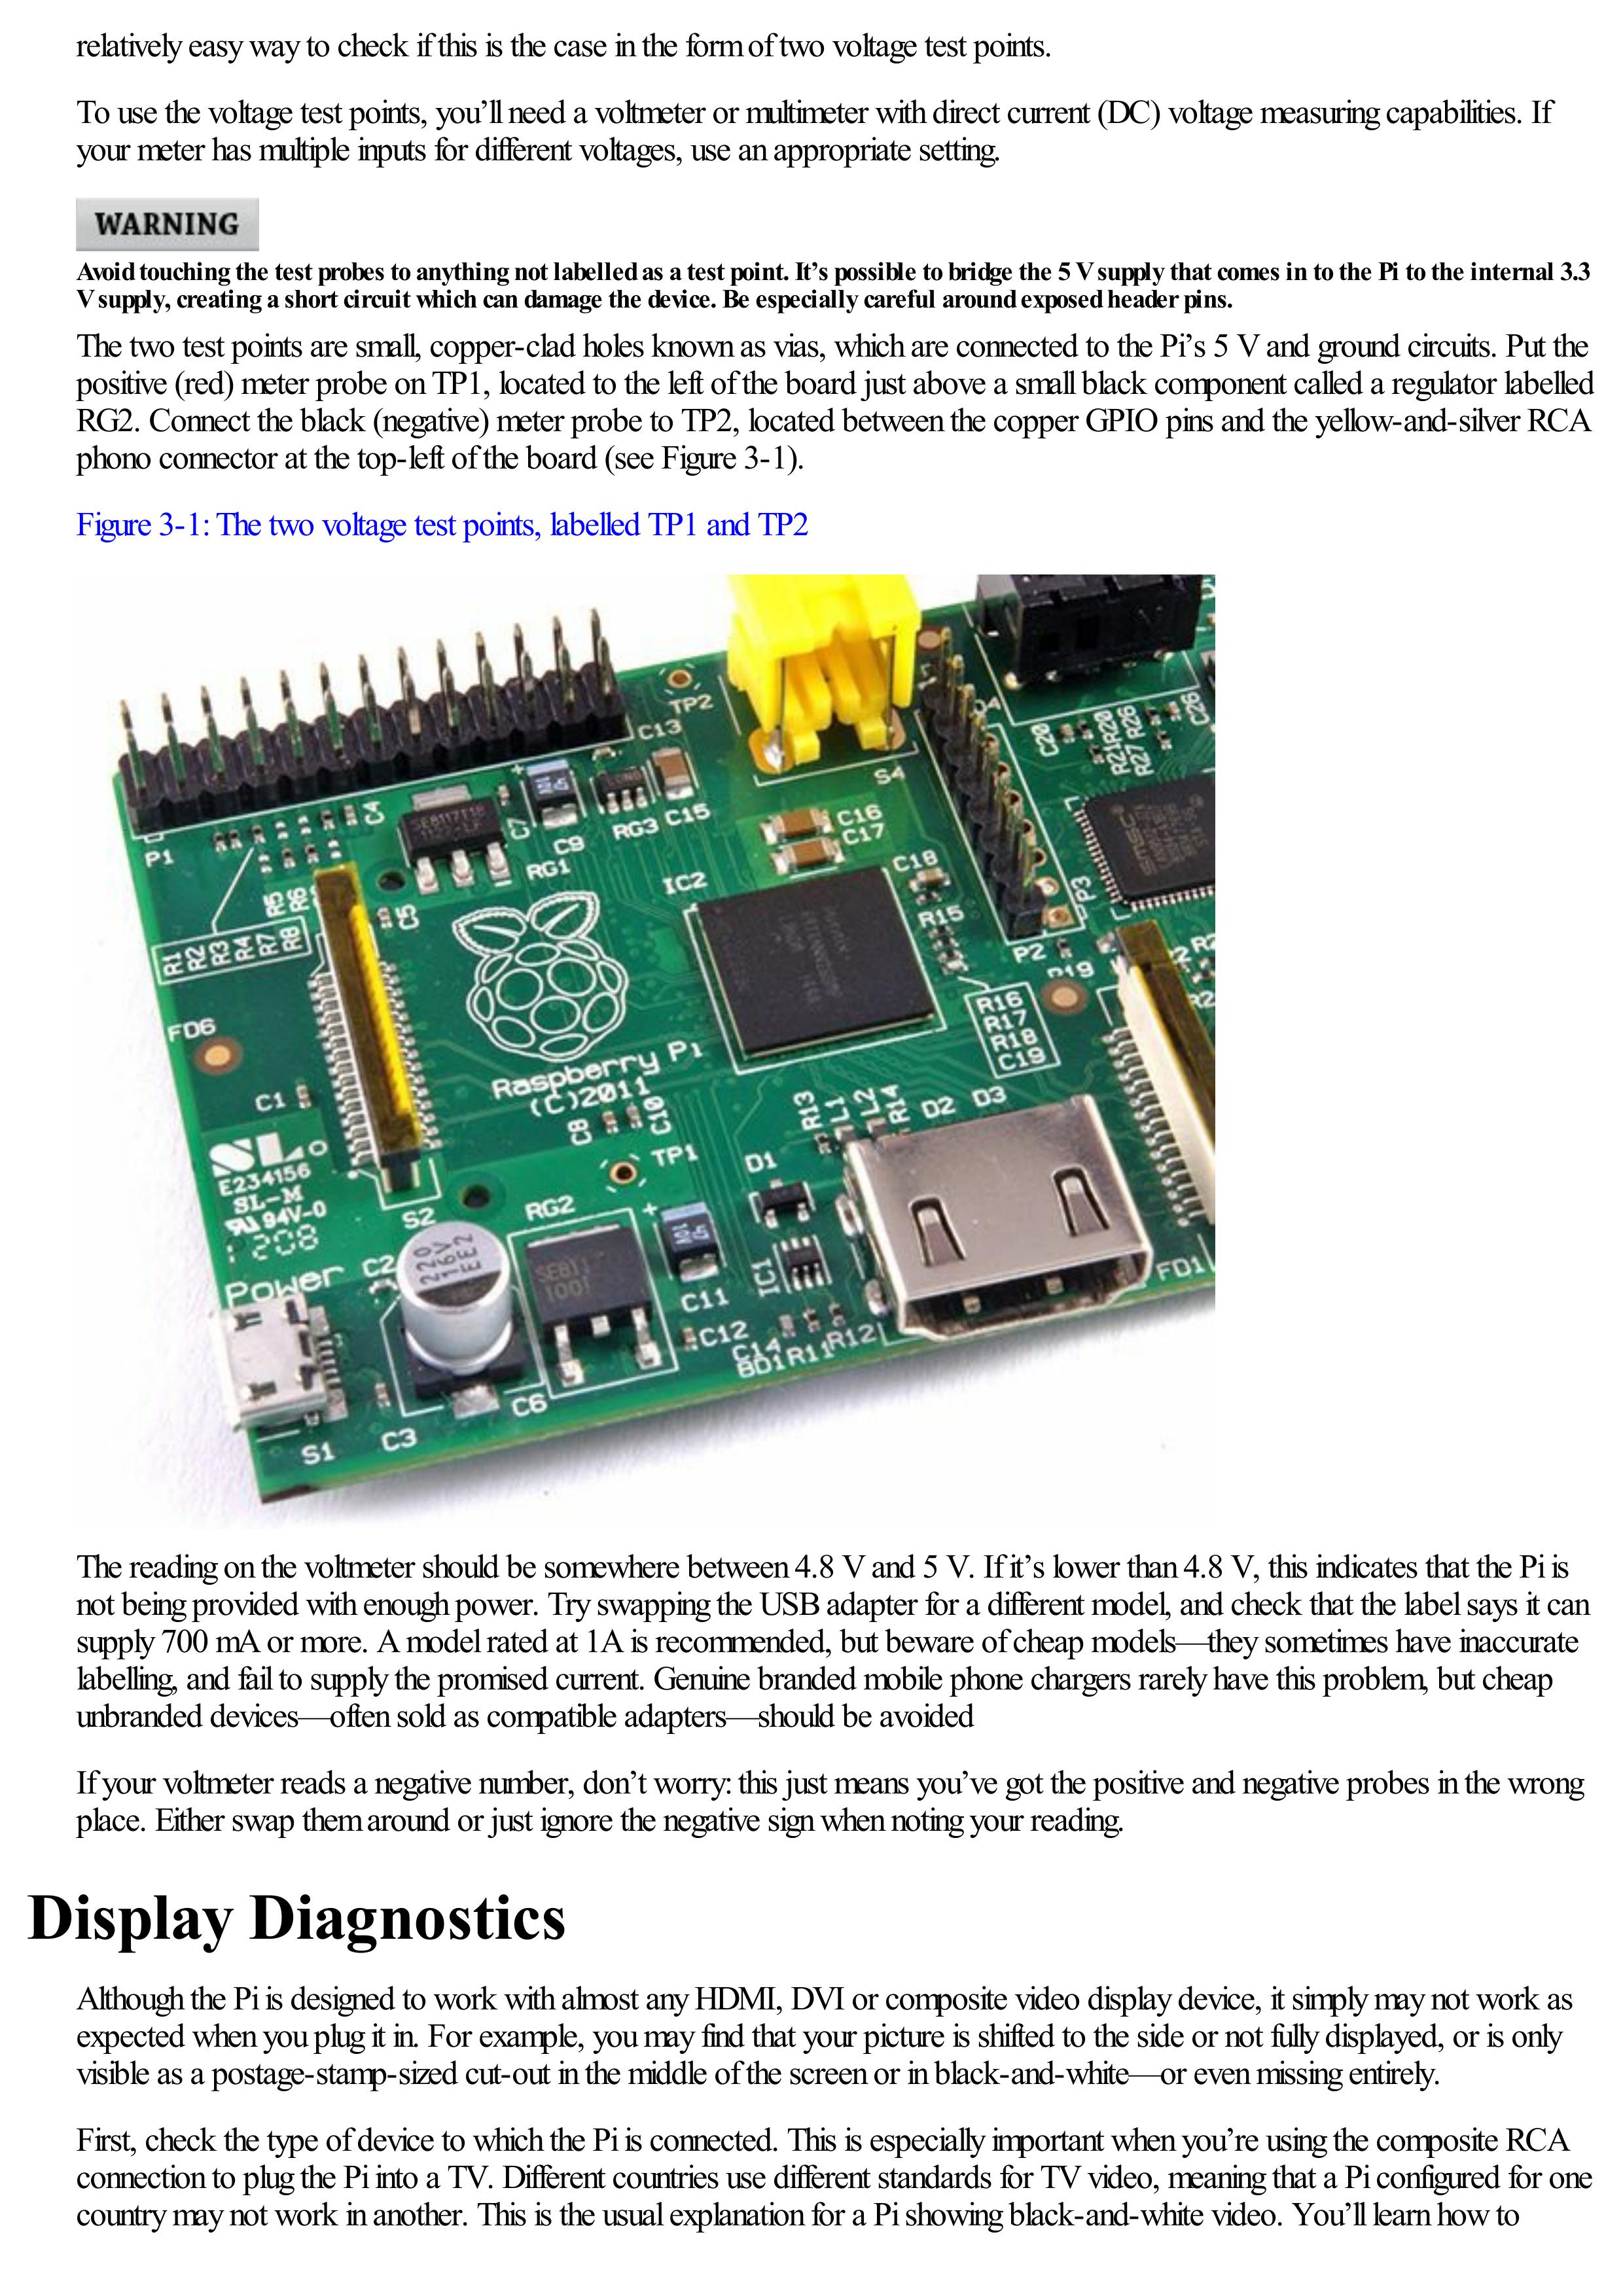 relatively easy way to check if this is the case in the form of two voltage test points.
To use the voltage test points, you’ll need a voltmeter or multimeter with direct current (DC) voltage measuring capabilities. If
your meter has multiple inputs for different voltages, use an appropriate setting.
WARNING
Avoid touching the test probes to anything not labelled as a test point. It’s possible to bridge the 5 V supply that comes in to the Pi to the internal 3.3
V supply, creating a short circuit which can damage the device. Be especially careful around exposed header pins.
The two test points are small, copper-clad holes known as vias, which are connected to the Pi’s 5 V and ground circuits. Put the
positive (red) meter probe on TP1, located to the left of the board just above a small black component called a regulator labelled
RG2. Connect the black (negative) meter probe to TP2, located between the copper GPIO pins and the yellow-and-silver RCA
phono connector at the top-left of the board (see Figure 3-1).
Figure 3-1: The two voltage test points, labelled TP1 and TP2
TP2
C13
S4
C20
R21
R20
R27
R26
C26
P1
C4
C7
C9
RG3
C15
RG1
C16
C17
C18
IC2
R15
P3
P2
R5
R6
C5
R1
R2
R3
R4
R7
R8
R16
R17
R18
C19
FD6
Raspberry Pi
(C)2011
C1
C8
C10
R13
L1
L2
R14
D2
D3
SL
E234156
SL-M
94V-0
TP1
D1
S2
RG2
Power
C2
220
16V
C11
IC1
FD1
C12
C14
BD1
R11
R12
C6
S1
C3
The reading on the voltmeter should be somewhere between 4.8 V and 5 V. If it’s lower than 4.8 V, this indicates that the Pi is
not being provided with enough power. Try swapping the USB adapter for a different model, and check that the label says it can
supply 700 mA or more. A model rated at 1A is recommended, but beware of cheap models—they sometimes have inaccurate
labelling, and fail to supply the promised current. Genuine branded mobile phone chargers rarely have this problem, but cheap
unbranded devices—often sold as compatible adapters—should be avoided
If your voltmeter reads a negative number, don’t worry: this just means you’ve got the positive and negative probes in the wrong
place. Either swap them around or just ignore the negative sign when noting your reading.
Display Diagnostics
Although the Pi is designed to work with almost any HDMI, DVI or composite video display device, it simply may not work as
expected when you plug it in. For example, you may find that your picture is shifted to the side or not fully displayed, or is only
visible as a postage-stamp-sized cut-out in the middle of the screen or in black-and-white—or even missing entirely.
First, check the type of device to which the Pi is connected. This is especially important when you’re using the composite RCA
connection to plug the Pi into a TV. Different countries use different standards for TV video, meaning that a Pi configured for one
country may not work in another. This is the usual explanation for a Pi showing black-and-white video. You’ll learn how to